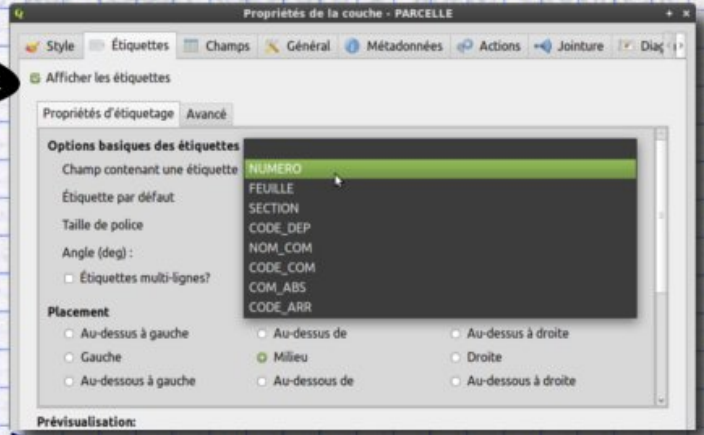 Propriétés de la couche - PARCELLE
Style Étiquettes Champs Général Métadonnées Actions Jointure
Afficher les étiquettes
Propriétés d'étiquetage Avancé
Options basiques des étiquettes
Champ contenant une étiquette NUMERO
Étiquette par défaut FEUILLE
SECTION
Taille de police CODE_DEP
Angle (deg) : NOM_COM
CODE_COM
Étiquettes multi-lignes? COM_ABS
CODE_ARR
Placement
Au-dessus à gauche Au-dessus de Au-dessus à droite
Gauche Milieu Droite
Au-dessous à gauche Au-dessous de Au-dessous à droite
Prévisualisation: